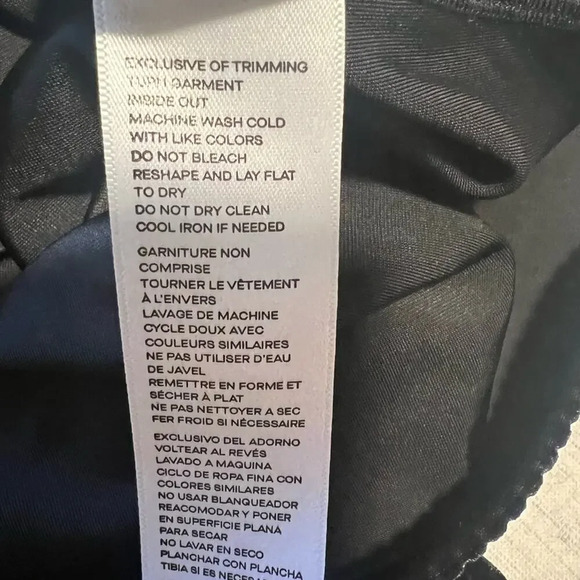 EXCLUSIVE OF TRIMMING
TURN GARMENT
INSIDE OUT
MACHINE WASH COLD
WITH LIKE COLORS
DO NOT BLEACH
RESHAPE AND LAY FLAT
TO DRY
DO NOT DRY CLEAN
COOL IRON IF NEEDED
GARNITURE NON
COMPRISE
TOURNER LE VÊTEMENT
À L'ENVERS
LAVAGE DE MACHINE
CYCLE DOUX AVEC
COULEURS SIMILAIRES
NE PAS UTILISER D'EAU
DE JAVEL
REMETTRE EN FORME ET
SÉCHER À PLAT
NE PAS NETTOYER A SEC
FER FROID SI NÉCESSAIRE
EXCLUSIVO DEL ADORNO
VOLTEAR AL REVÉS
LAVADO A MAQUINA
CICLO DE ROPA FINA CON
COLORES SIMILARES
NO USAR BLANQUEADOR
REACOMODAR Y PONER
EN SUPERFICIE PLANA
PARA SECAR
NO LAVAR EN SECO
PLANCHAR CON PLANCHA
TIBIA SI ES NECESAR